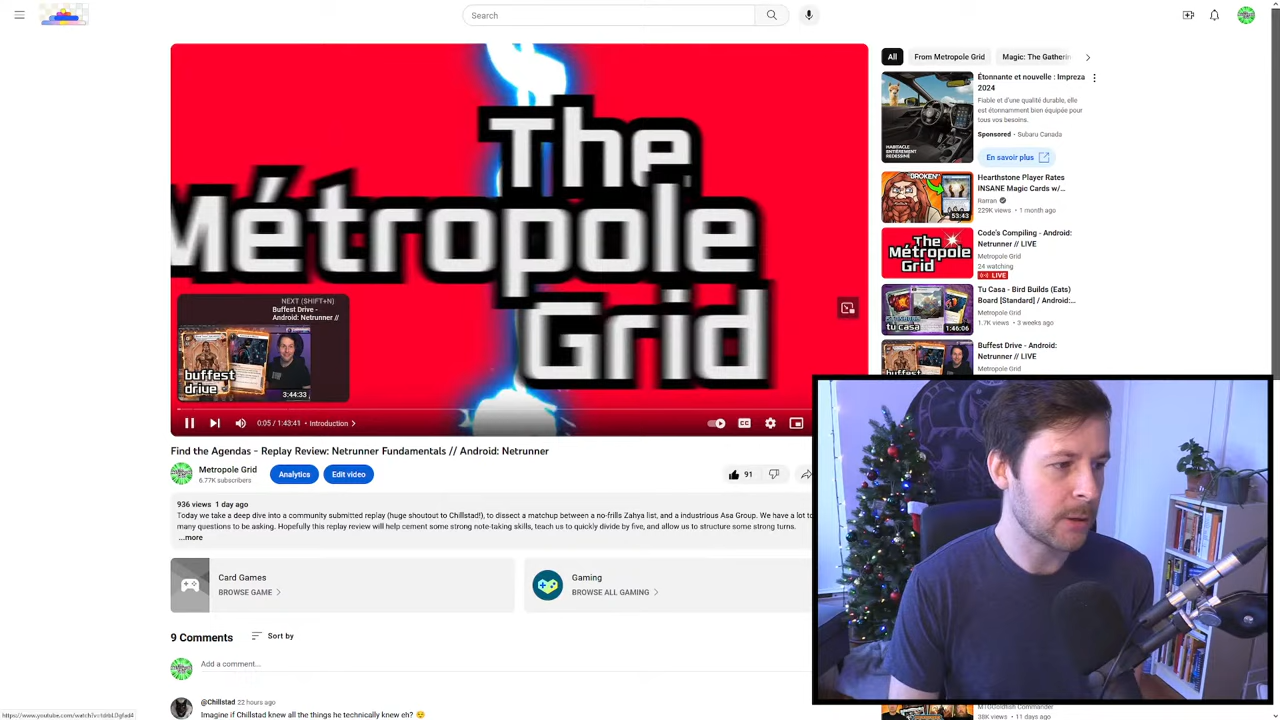 Search
The
Métropole
Grid
NEXT (SHIFT+N)
Buffest Drive -
Android: Netrunner //
buffest
drive
3:44:33
0:05 / 1:43:41 • Introduction
Find the Agendas - Replay Review: Netrunner Fundamentals // Android: Netrunner
Metropole Grid
6.77K subscribers
Analytics
Edit video
91
936 views 1 day ago
Today we take a deep dive into a community submitted replay (huge shoutout to Chillstad!), to dissect a matchup between a no-frills Zahya list, and a industrious Asa Group. We have a lot
many questions to be asking. Hopefully this replay review will help cement some strong note-taking skills, teach us to quickly divide by five, and allow us to structure some strong turns.
...more
Card Games
BROWSE GAME
Gaming
BROWSE ALL GAMING
9 Comments
Sort by
Add a comment...
@Chillstad 22 hours ago
Imagine if Chillstad knew all the things he technically knew eh?
All
From Metropole Grid
Magic: The Gatherin
Étonnante et nouvelle : Impreza
2024
Fiable et d'une qualité durable, elle
est étonnamment bien équipée pour
tous vos besoins.
Sponsored • Subaru Canada
En savoir plus
HABITACLE
ENTIÈREMENT
REDESSINÉ
"BROKEN"
53:43
Hearthstone Player Rates
INSANE Magic Cards w/...
Rarran
229K views • 1 month ago
The
Métropole
Grid
Code's Compiling - Android:
Netrunner // LIVE
Metropole Grid
24 watching
LIVE
tu casa
1:46:06
Tu Casa - Bird Builds (Eats)
Board [Standard] / Android:...
Metropole Grid
1.7K views • 3 weeks ago
Buffest Drive - Android:
Netrunner // LIVE
Metropole Grid
MTGGoldfish Commander
38K views • 11 days ago